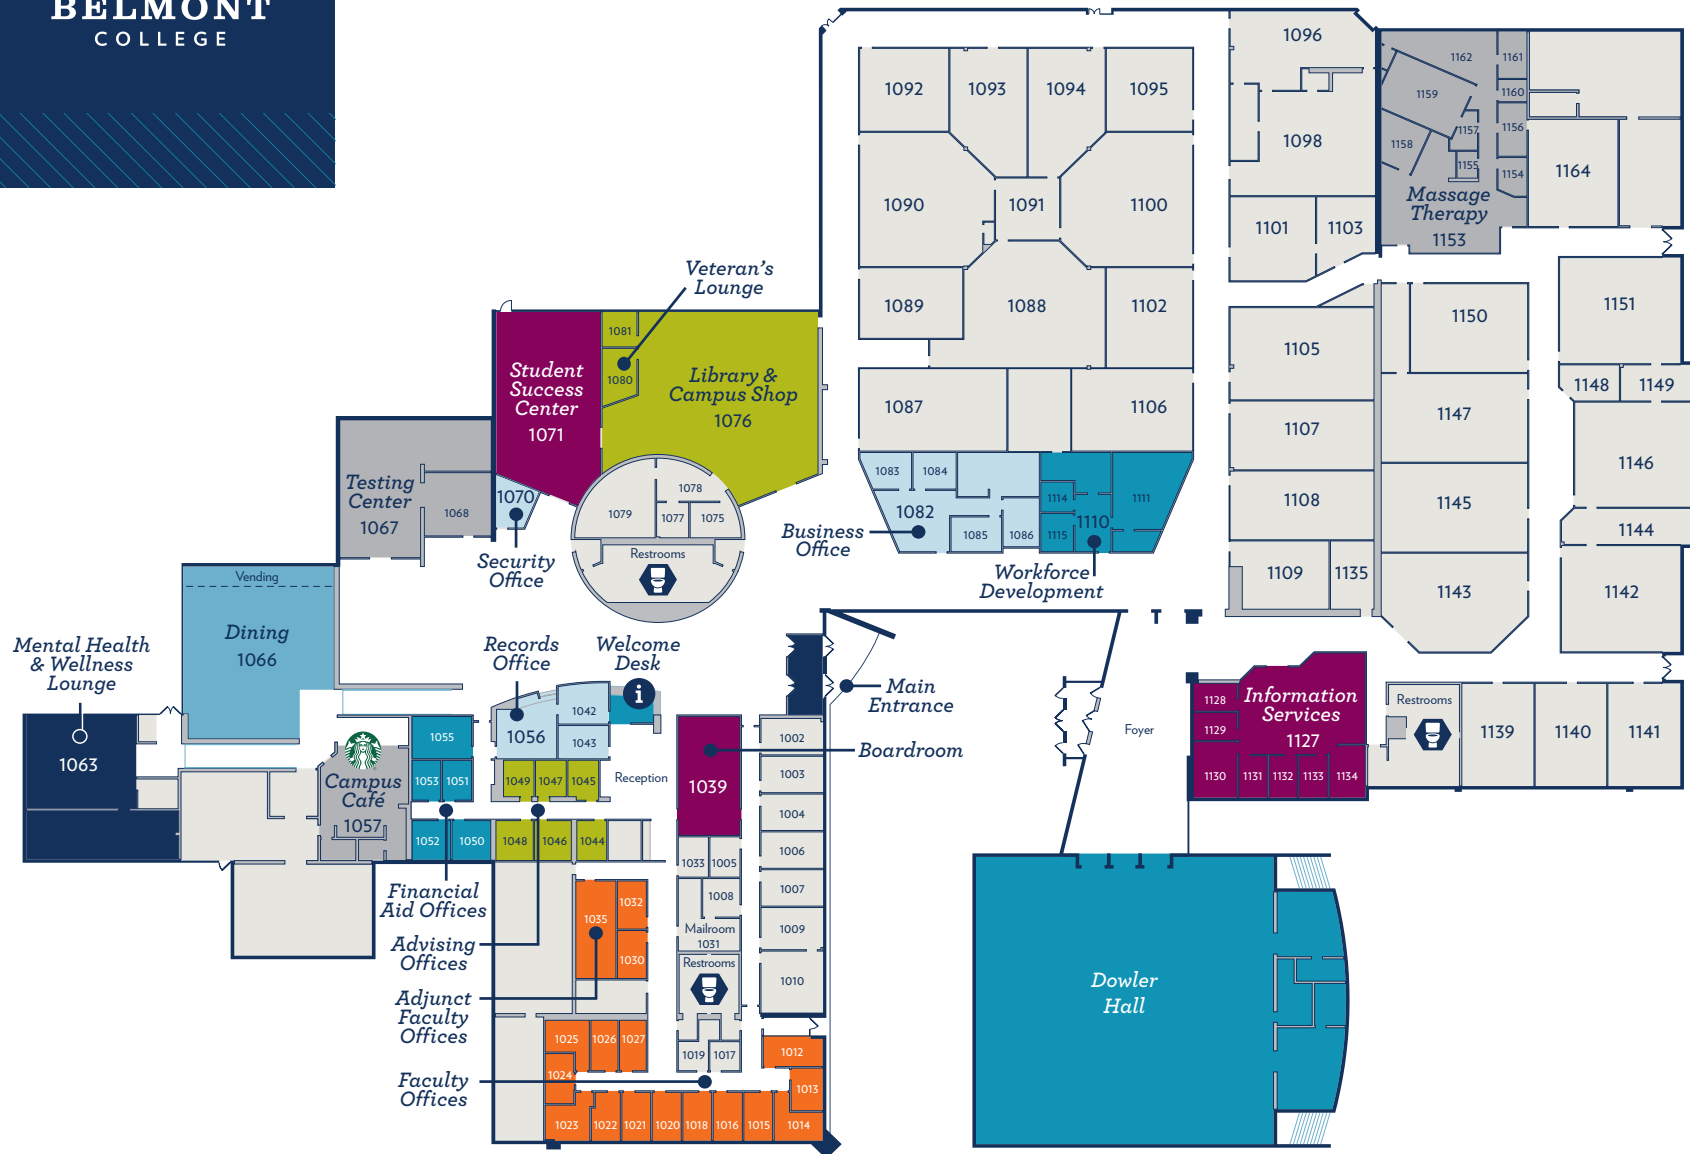 BELMONT
COLLEGE
1092
1093
1094
1095
1090
1091
1100
1089
1088
1102
1087
1106
1083
1084
1082
1085
1086
Business
Office
1114
1111
1110
1115
Workforce
Development
1096
1098
1101
1103
1105
1107
1108
1109
1135
1162
1161
1159
1160
1157
1156
1158
1155
1154
Massage
Therapy
1153
1164
1150
1151
1148
1149
1147
1146
1145
1144
1143
1142
Veteran's
Lounge
1081
1080
Student
Success
Center
1071
Library &
Campus Shop
1076
Testing
Center
1067
1068
1070
Security
Office
1079
1078
1077
1075
Restrooms
Vending
Dining
1066
Mental Health
& Wellness
Lounge
1063
Records
Office
Welcome
Desk
i
1042
1056
1043
1055
1053
1051
1049
1047
1045
Reception
Campus
Café
1057
1052
1050
1048
1046
1044
Financial
Aid Offices
Advising
Offices
Adjunct
Faculty
Offices
Faculty
Offices
Main
Entrance
Boardroom
1039
1002
1003
1004
1006
1007
1009
1010
1033
1005
1008
Mailroom
1031
Restrooms
1035
1032
1030
1025
1026
1027
1024
1019
1017
1012
1013
1023
1022
1021
1020
1018
1016
1015
1014
Foyer
Information
Services
1127
1128
1129
1130
1131
1132
1133
1134
Restrooms
1139
1140
1141
Dowler
Hall